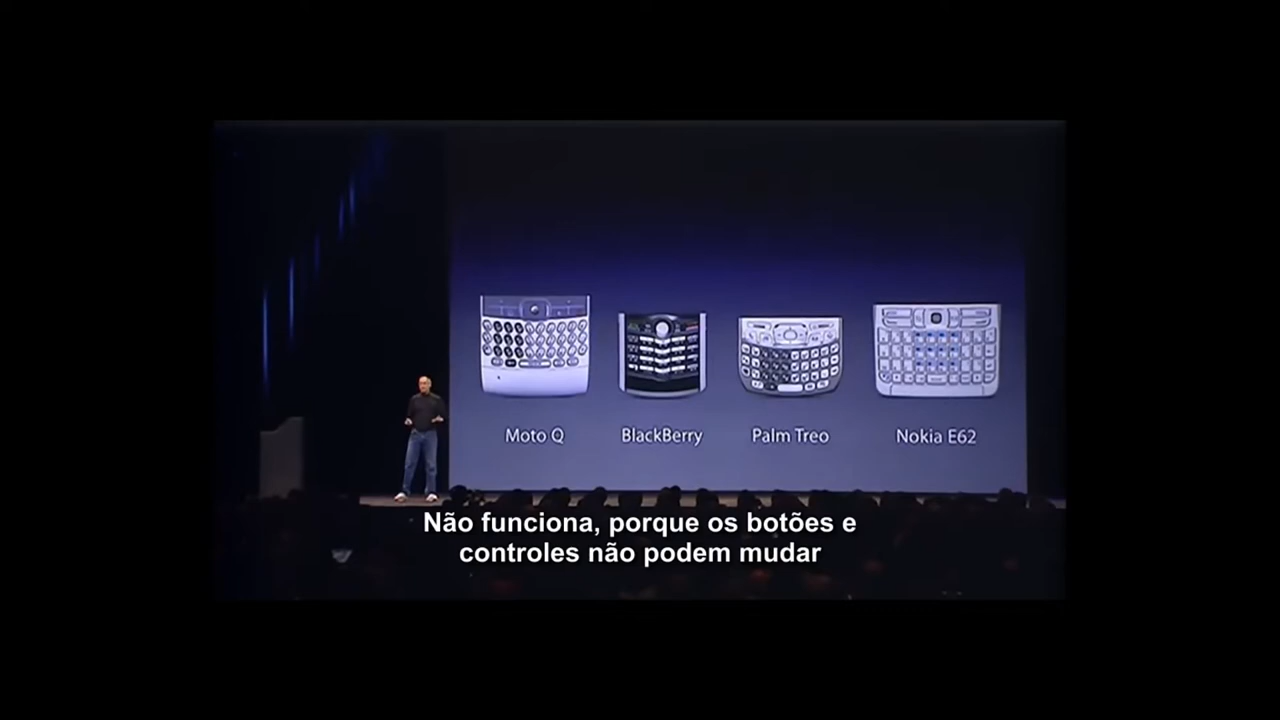 Moto Q BlackBerry Palm Treo Nokia E62
Não funciona, porque os botões e
controles não podem mudar